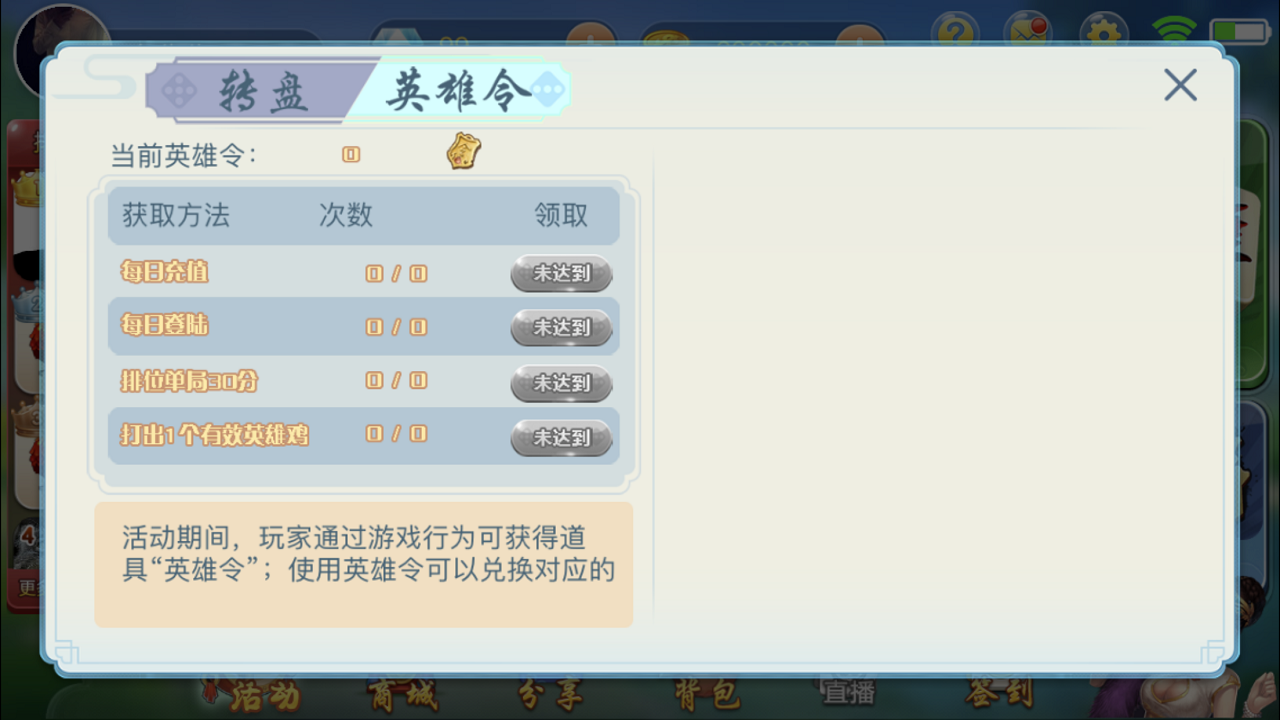 转盘
英雄令
当前英雄令： 0
获取方法 次数 领取
每日充值 0 / 0 未达到
每日登陆 0 / 0 未达到
排位单局30分 0 / 0 未达到
打出1个有效英雄鸡 0 / 0 未达到
活动期间，玩家通过游戏行为可获得道
具“英雄令”；使用英雄令可以兑换对应的
活动 商城 分享 背包 直播 签到